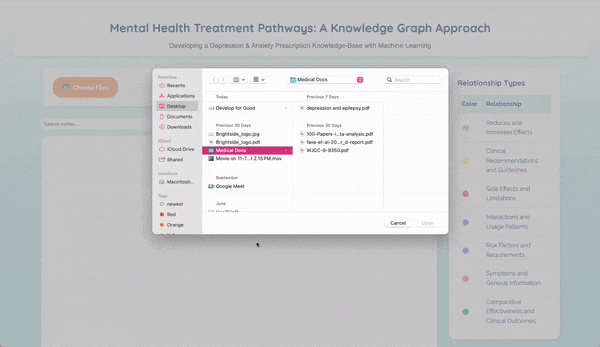 Mental Health Treatment Pathways: A Knowledge Graph Approach
Developing a Depression & Anxiety Prescription Knowledge-Base with Machine Learning
Choose Files
Search nodes...
Favorites
Recents
Applications
Desktop
Documents
Downloads
iCloud
iCloud Drive
Shared
Locations
Macintosh...
Tags
newest
Red
Orange
Medical Docs
Search
Today
Develop for Good
Previous 30 Days
Brightside_logo.jpg
Brightside_logo.pdf
Medical Docs
Movie on 11-7...t 2.15 PM.mov
September
Google Meet
June
Previous 7 Days
depression and epilepsy.pdf
Previous 30 Days
100-Papers-i...ta-analysis.pdf
fava-et-al-20...r_d-report.pdf
WJCC-9-9350.pdf
Cancel
Open
Relationship Types
Color Relationship
Reduces and
Increases Effects
Clinical
Recommendations
and Guidelines
Side Effects and
Limitations
Interactions and
Usage Patterns
Risk Factors and
Requirements
Symptoms and
General Information
Comparative
Effectiveness and
Clinical Outcomes